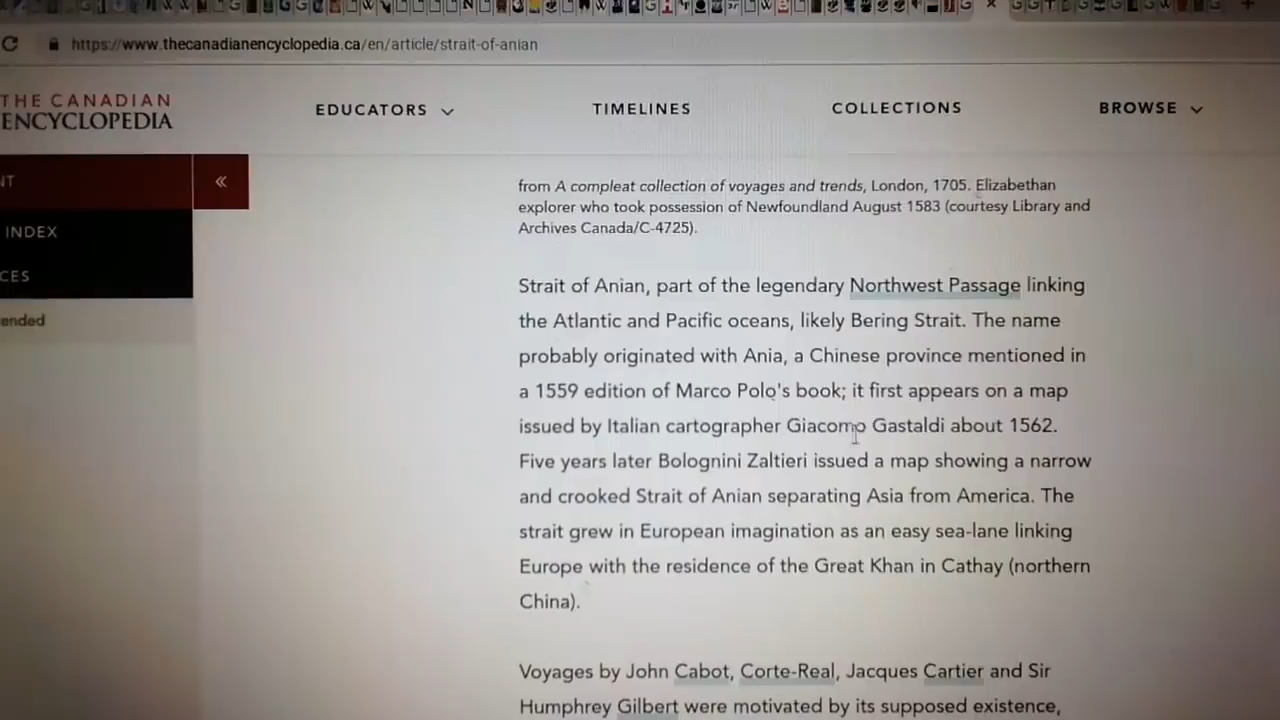 https://www.thecanadianencyclopedia.ca/en/article/strait-of-anian
THE CANADIAN
ENCYCLOPEDIA
EDUCATORS
TIMELINES
COLLECTIONS
BROWSE
NT
INDEX
CES
ended
from A compleat collection of voyages and trends, London, 1705. Elizabethan
explorer who took possession of Newfoundland August 1583 (courtesy Library and
Archives Canada/C-4725).
Strait of Anian, part of the legendary Northwest Passage linking
the Atlantic and Pacific oceans, likely Bering Strait. The name
probably originated with Ania, a Chinese province mentioned in
a 1559 edition of Marco Polo's book; it first appears on a map
issued by Italian cartographer Giacomo Gastaldi about 1562.
Five years later Bolognini Zaltieri issued a map showing a narrow
and crooked Strait of Anian separating Asia from America. The
strait grew in European imagination as an easy sea-lane linking
Europe with the residence of the Great Khan in Cathay (northern
China).
Voyages by John Cabot, Corte-Real, Jacques Cartier and Sir
Humphrey Gilbert were motivated by its supposed existence,